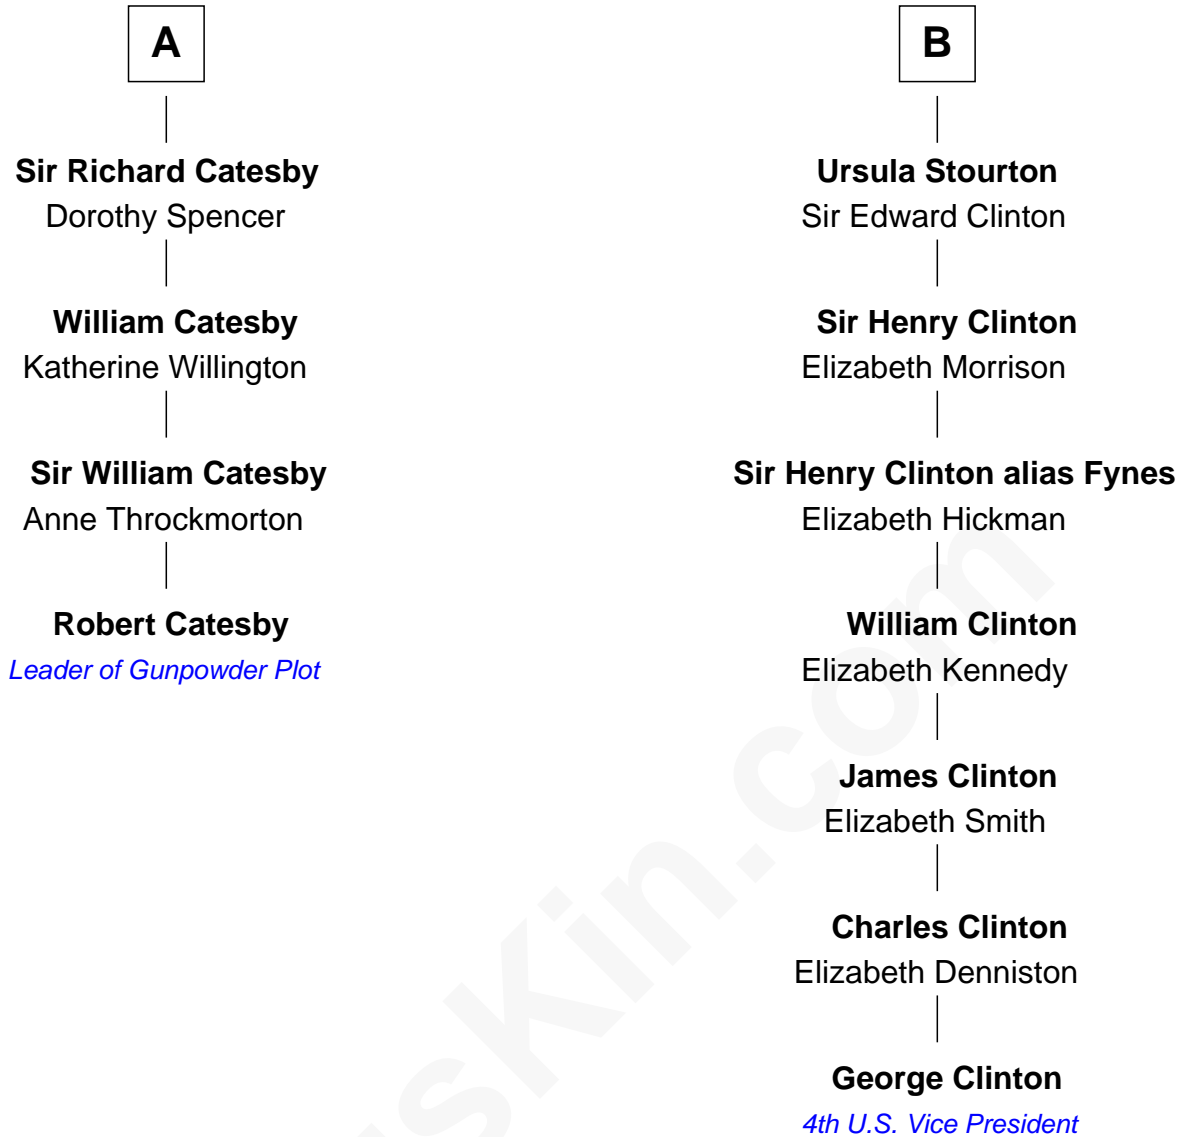 A
Sir Richard Catesby
Dorothy Spencer
William Catesby
Katherine Willington
Sir William Catesby
Anne Throckmorton
Robert Catesby
Leader of Gunpowder Plot
B
Ursula Stourton
Sir Edward Clinton
Sir Henry Clinton
Elizabeth Morrison
Sir Henry Clinton alias Fynes
Elizabeth Hickman
William Clinton
Elizabeth Kennedy
James Clinton
Elizabeth Smith
Charles Clinton
Elizabeth Denniston
George Clinton
4th U.S. Vice President
sKin.com